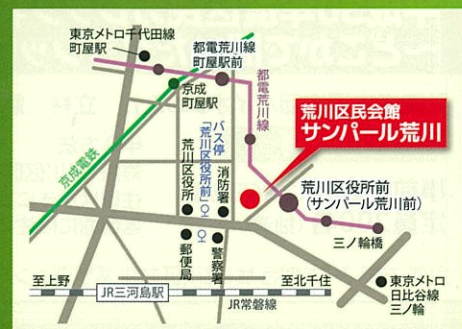 東京メトロ千代田線
町屋駅
都電荒川線
町屋駅前
京成
町屋駅
都電荒川線
京成電鉄
バス停
「荒川区役所前」
荒川区役所
消防署
荒川区民会館
サンパール荒川
荒川区役所前
(サンパール荒川前)
三ノ輪橋
郵便局
警察署
至上野
JR三河島駅
JR常磐線
至北千住
東京メトロ
日比谷線
三ノ輪